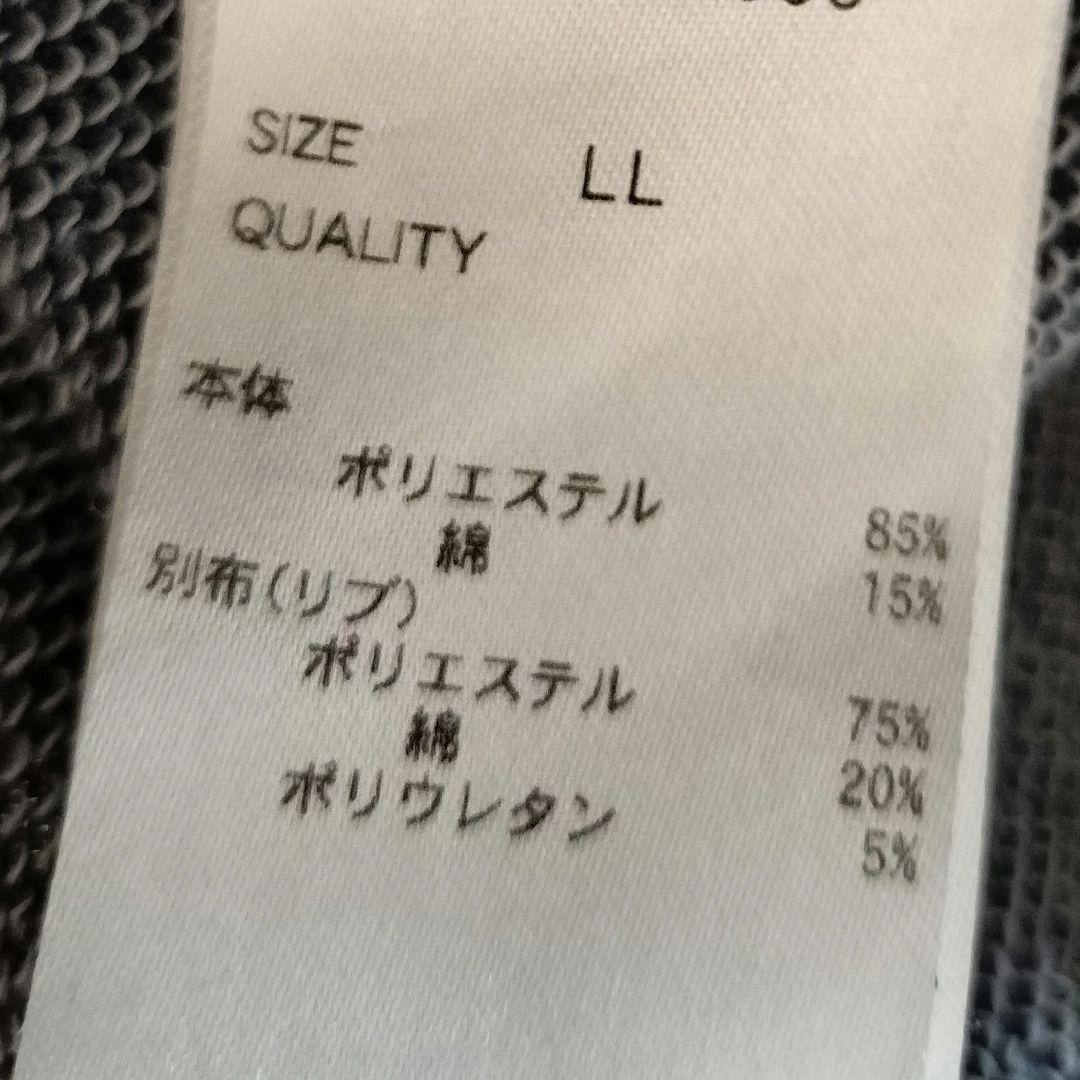 SIZE LL
QUALITY
本体
ポリエステル 85%
綿 15%
別布(リブ)
ポリエステル 75%
綿 20%
ポリウレタン 5%